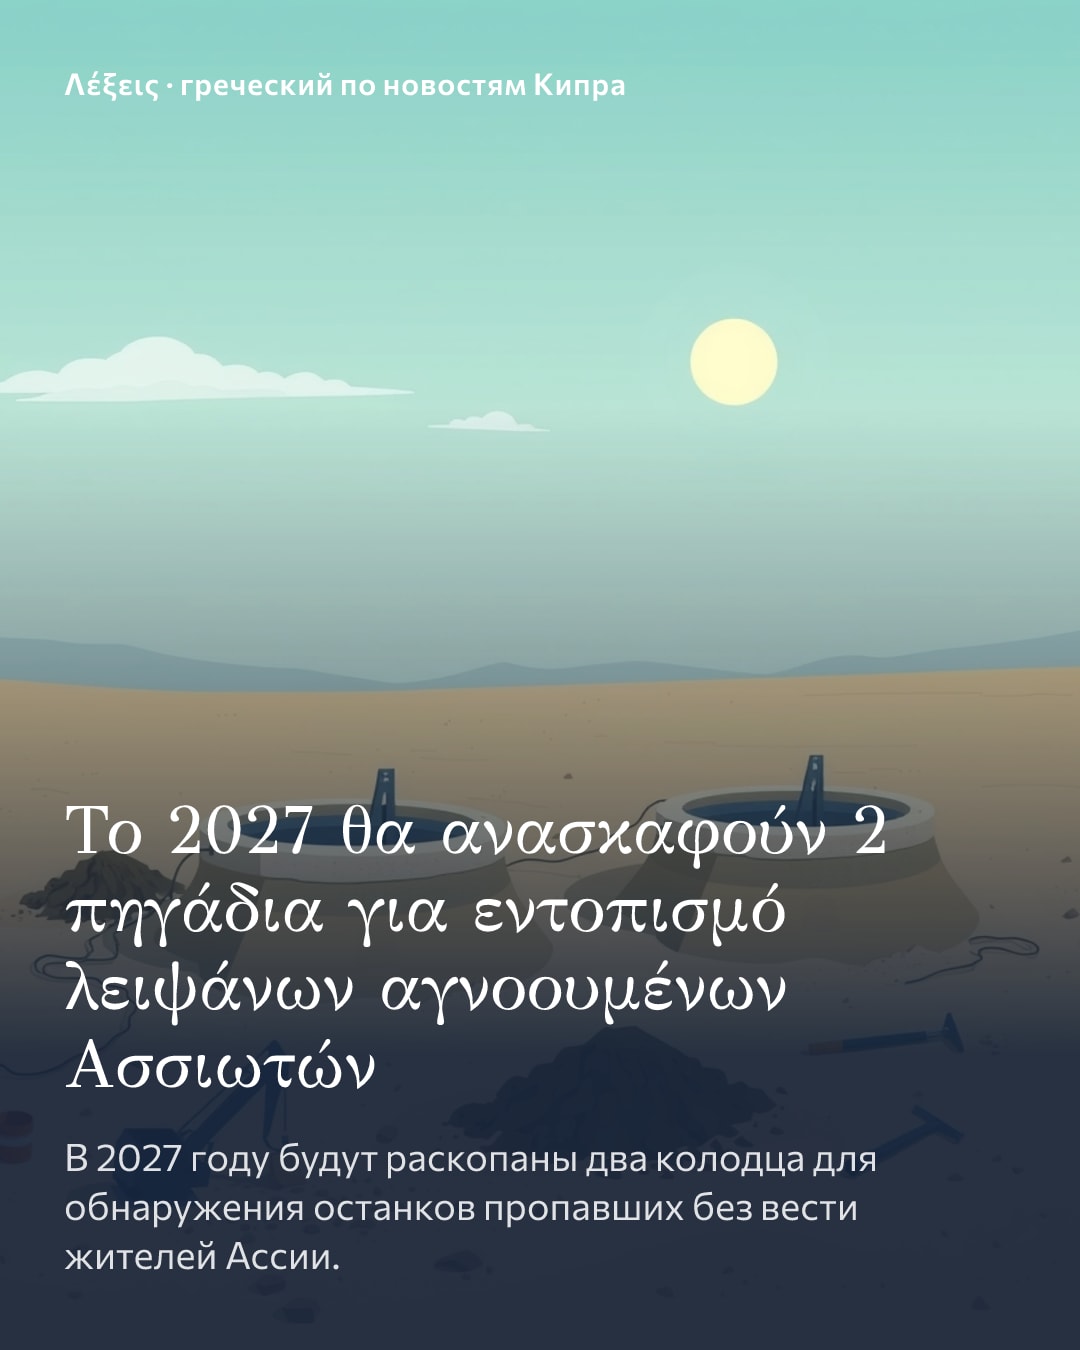 Λέξεις · греческий по новостям Кипра
Το 2027 θα ανασκαφούν 2
πηγάδια για εντοπισμό
λειψάνων αγνοουμένων
Ασσιωτών
В 2027 году будут раскопаны два колодца для
обнаружения останков пропавших без вести
жителей Ассии.